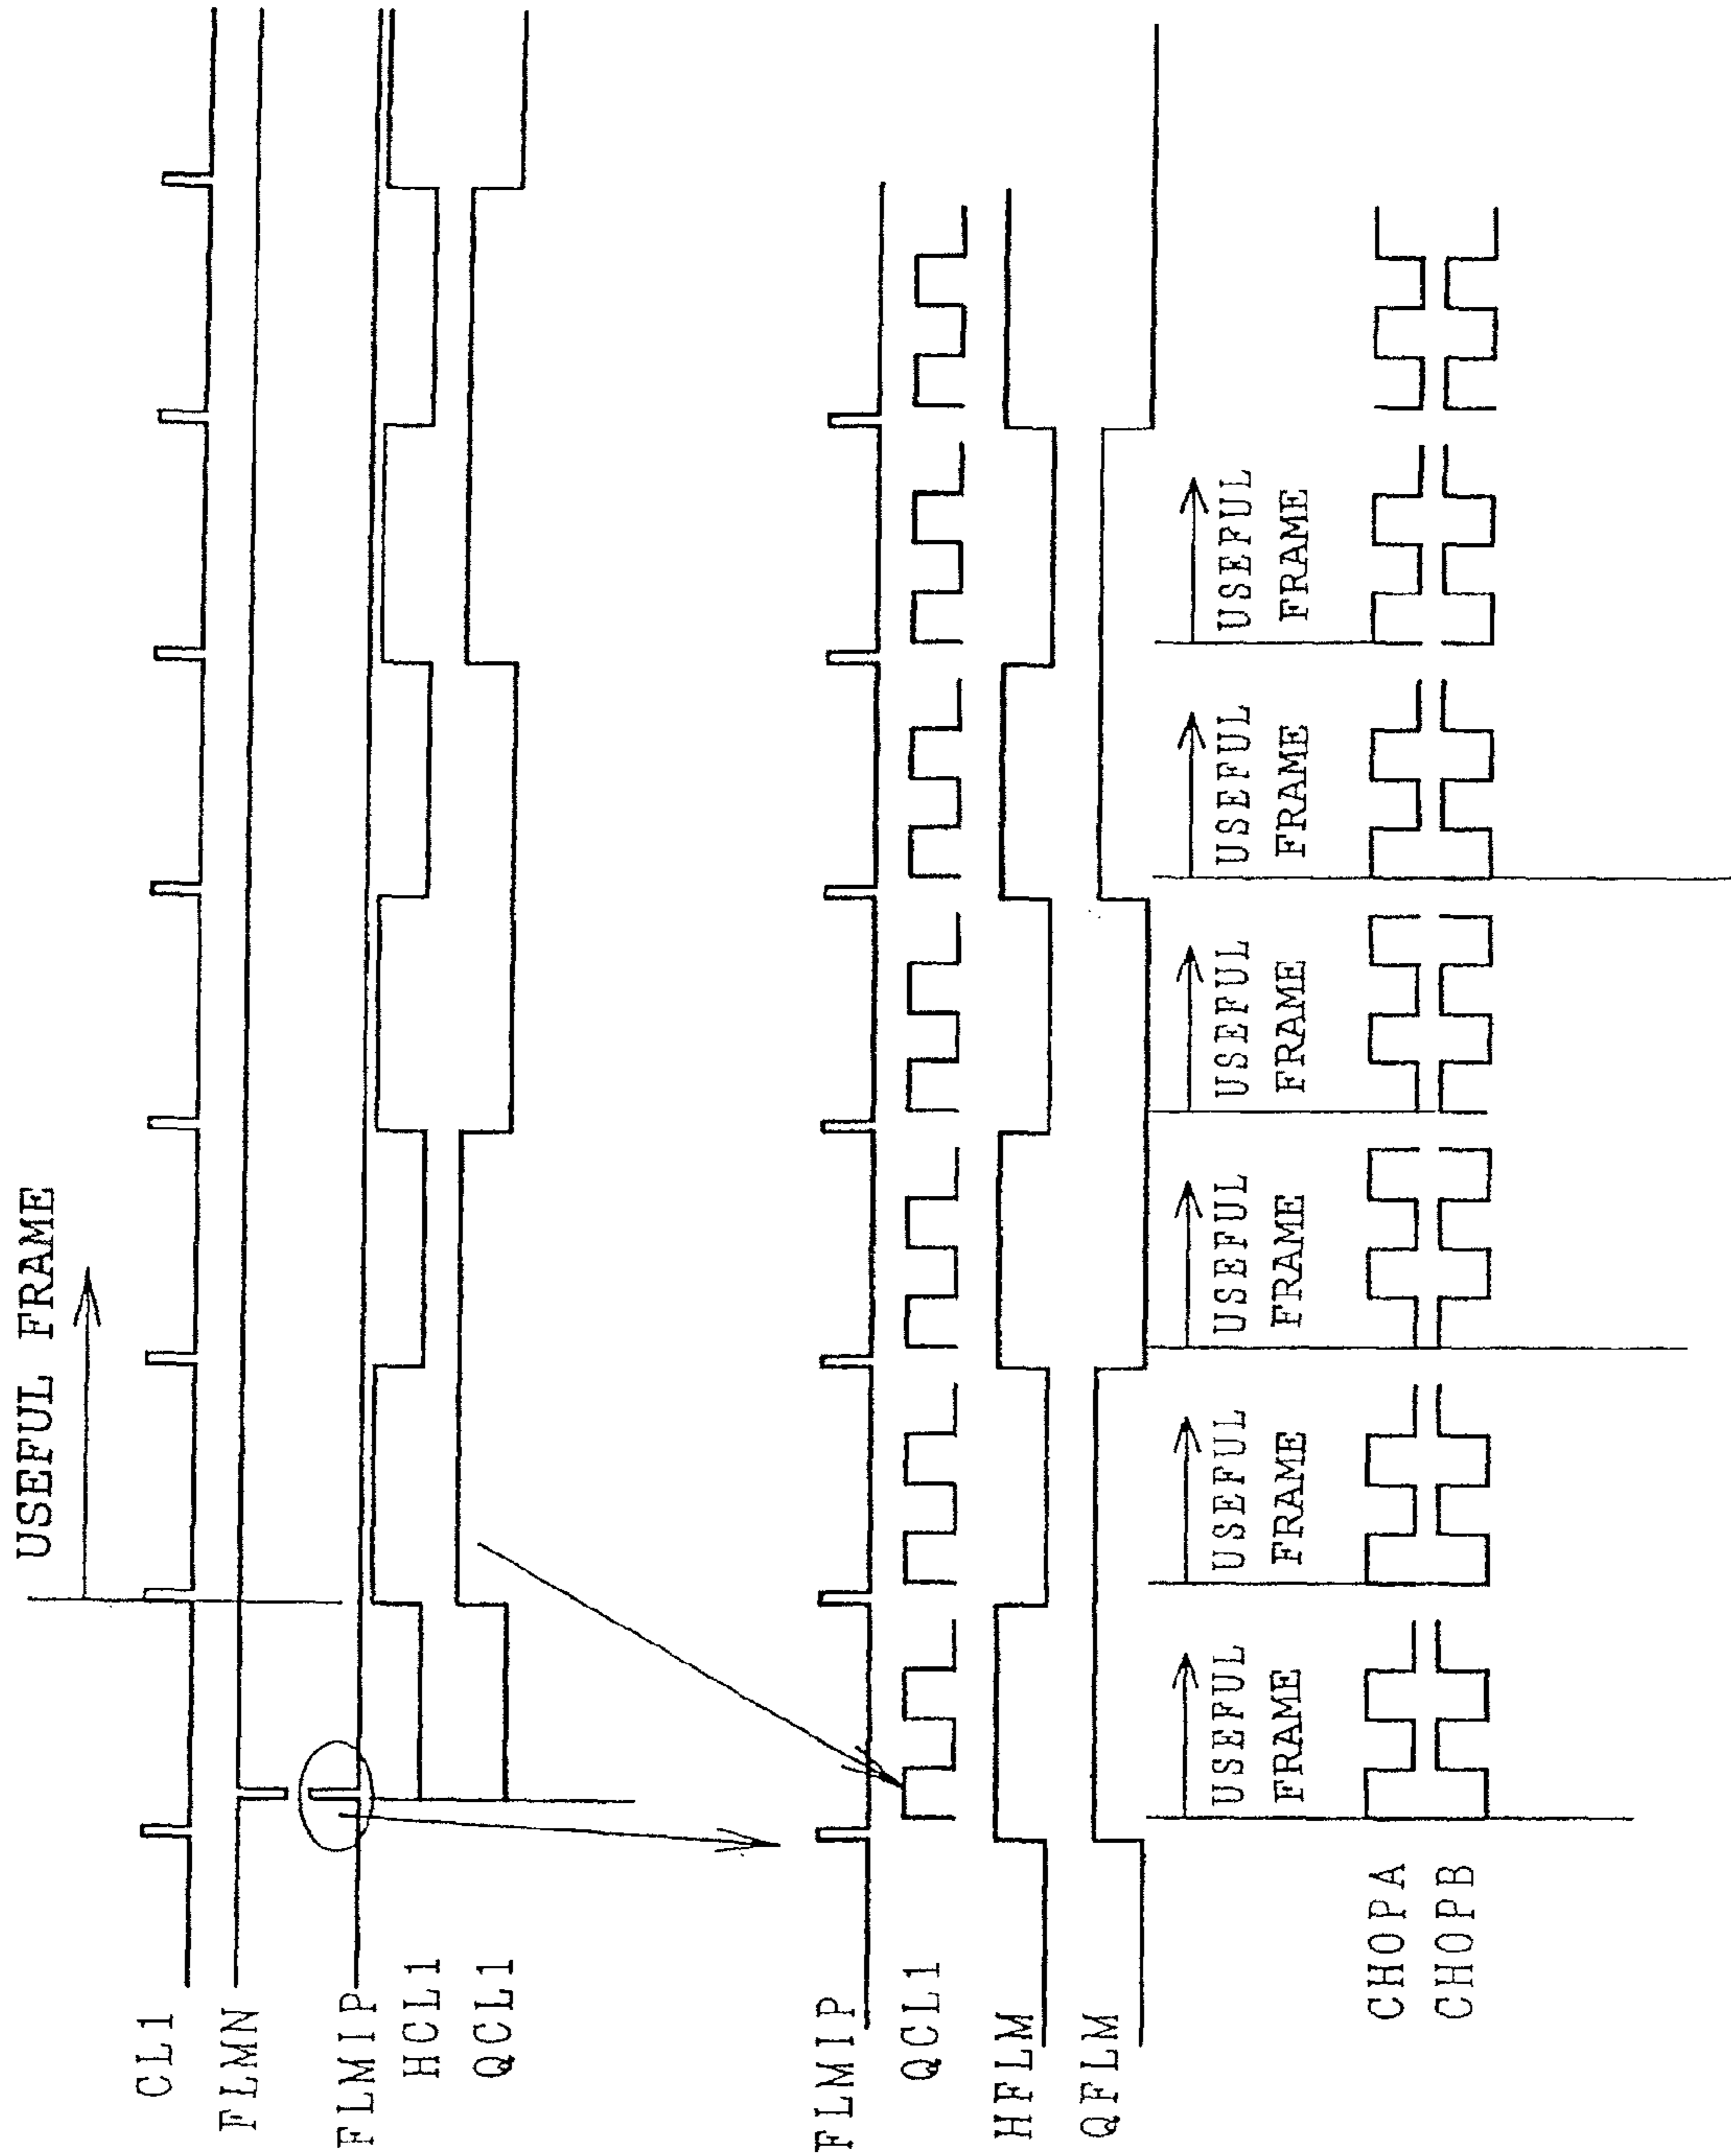 USEFUL FRAME
CL1
FLMN
FLMIP
HCL1
QCL1
FLMIP
QCL1
HFLM
QFLM
USEFUL
FRAME
USEFUL
FRAME
USEFUL
FRAME
USEFUL
FRAME
USEFUL
FRAME
USEFUL
FRAME
CHOPA
CHOPB